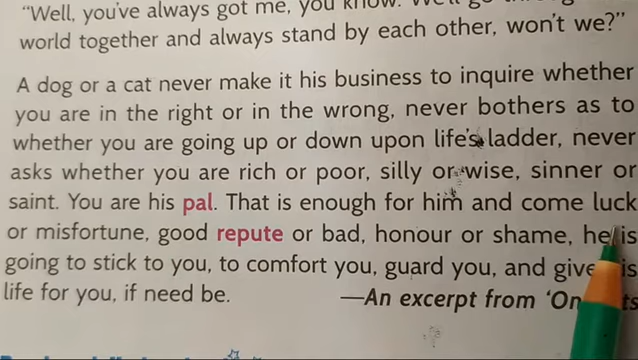 "Well, you've always got me, you know. We'll go through
world together and always stand by each other, won't we?"
A dog or a cat never make it his business to inquire whether
you are in the right or in the wrong, never bothers as to
whether you are going up or down upon life's ladder, never
asks whether you are rich or poor, silly or wise, sinner or
saint. You are his pal. That is enough for him and come luck
or misfortune, good repute or bad, honour or shame, he is
going to stick to you, to comfort you, guard you, and give
life for you, if need be. —An excerpt from